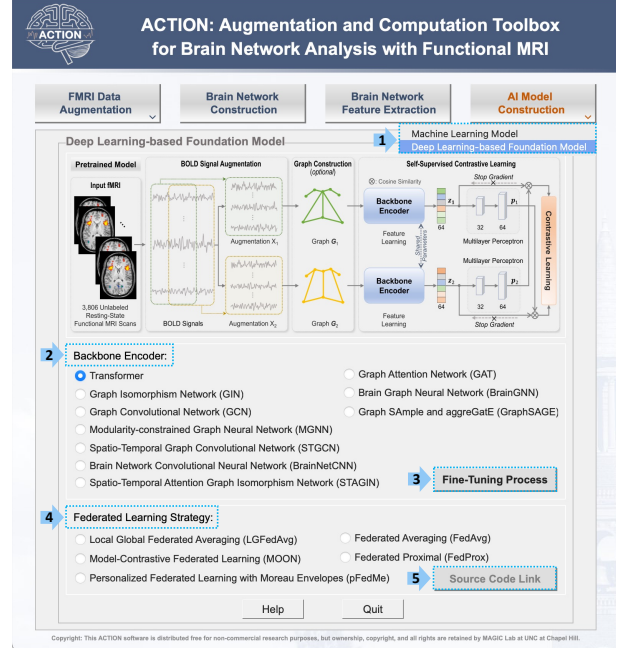 ACTION
ACTION: Augmentation and Computation Toolbox
for Brain Network Analysis with Functional MRI
FMRI Data
Augmentation
Brain Network
Construction
Brain Network
Feature Extraction
AI Model
Construction
1
Machine Learning Model
Deep Learning-based Foundation Model
Deep Learning-based Foundation Model
Pretrained Model
BOLD Signal Augmentation
Graph Construction
(optional)
Self-Supervised Contrastive Learning
Input fMRI
3,806 Unlabeled
Resting-State
Functional MRI Scans
BOLD Signals
Augmentation X1
Augmentation X2
Graph G1
Graph G2
⊗: Cosine Similarity
Stop Gradient
Backbone
Encoder
z1
p1
64
32
64
Feature
Learning
Multilayer Perceptron
Shared
Parameters
Multilayer Perceptron
Backbone
Encoder
z2
p2
64
32
64
Feature
Learning
Stop Gradient
Contrastive Learning
2
Backbone Encoder:
Transformer
Graph Attention Network (GAT)
Graph Isomorphism Network (GIN)
Brain Graph Neural Network (BrainGNN)
Graph Convolutional Network (GCN)
Graph SAmple and aggreGatE (GraphSAGE)
Modularity-constrained Graph Neural Network (MGNN)
Spatio-Temporal Graph Convolutional Network (STGCN)
Brain Network Convolutional Neural Network (BrainNetCNN)
Spatio-Temporal Attention Graph Isomorphism Network (STAGIN)
3
Fine-Tuning Process
4
Federated Learning Strategy:
Local Global Federated Averaging (LGFedAvg)
Federated Averaging (FedAvg)
Model-Contrastive Federated Learning (MOON)
Federated Proximal (FedProx)
Personalized Federated Learning with Moreau Envelopes (pFedMe)
5
Source Code Link
Help
Quit
Copyright: This ACTION software is distributed free for non-commercial research purposes, but ownership, copyright, and all rights are retained by MAGIC Lab at UNC at Chapel Hill.